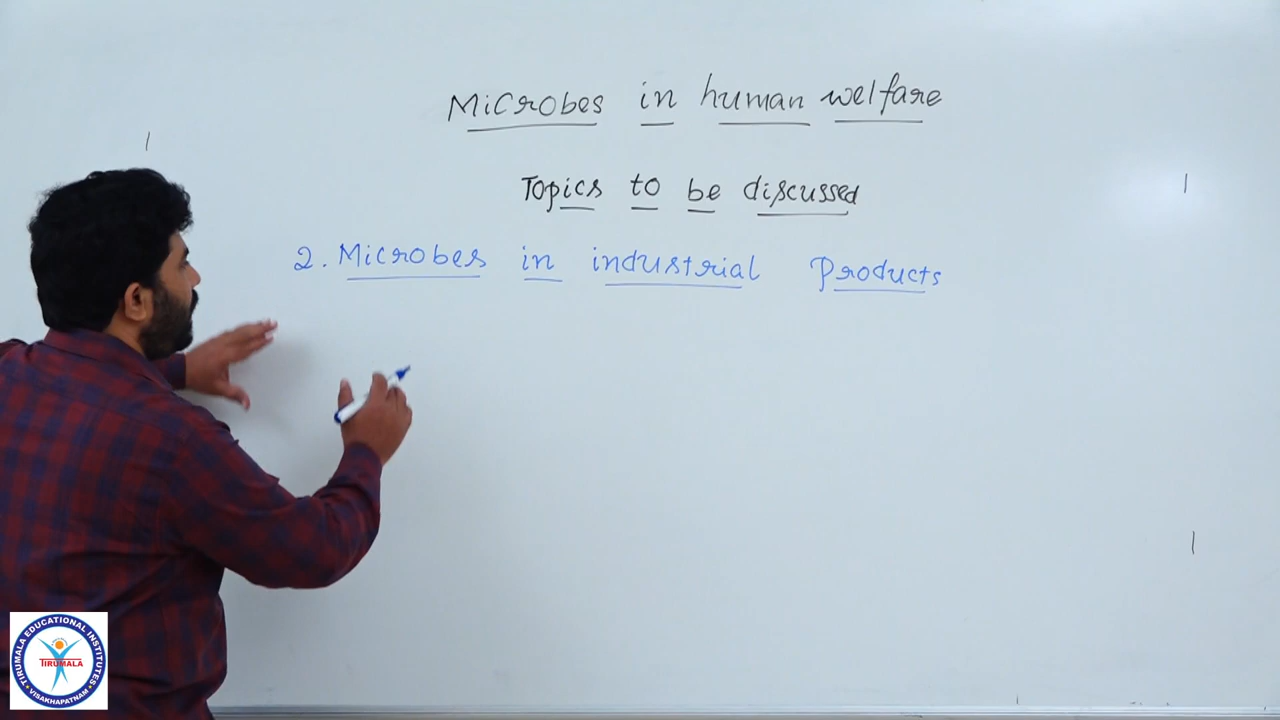 Microbes in human welfare
Topics to be discussed
2. Microbes in industrial Products
TIRUMALA EDUCATIONAL INSTITUTES
TIRUMALA
VISAKHAPATNAM